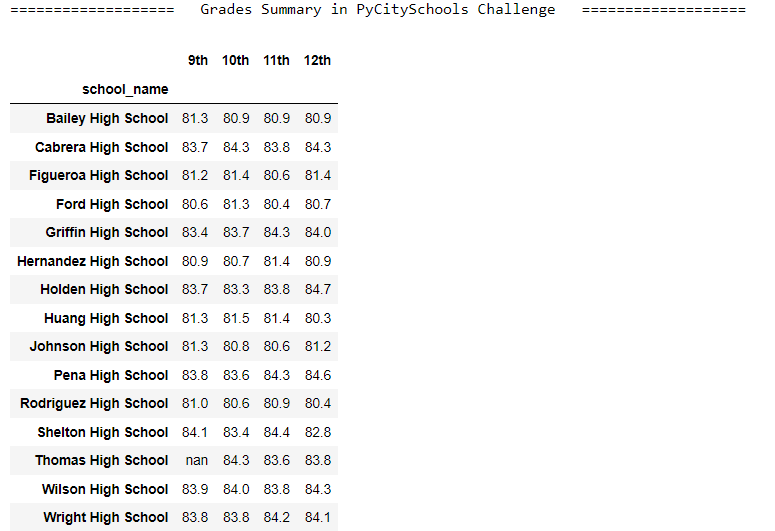 =================== Grades Summary in PyCitySchools Challenge ===================
9th 10th 11th 12th
school_name
Bailey High School 81.3 80.9 80.9 80.9
Cabrera High School 83.7 84.3 83.8 84.3
Figueroa High School 81.2 81.4 80.6 81.4
Ford High School 80.6 81.3 80.4 80.7
Griffin High School 83.4 83.7 84.3 84.0
Hernandez High School 80.9 80.7 81.4 80.9
Holden High School 83.7 83.3 83.8 84.7
Huang High School 81.3 81.5 81.4 80.3
Johnson High School 81.3 80.8 80.6 81.2
Pena High School 83.8 83.6 84.3 84.6
Rodriguez High School 81.0 80.6 80.9 80.4
Shelton High School 84.1 83.4 84.4 82.8
Thomas High School nan 84.3 83.6 83.8
Wilson High School 83.9 84.0 83.8 84.3
Wright High School 83.8 83.8 84.2 84.1